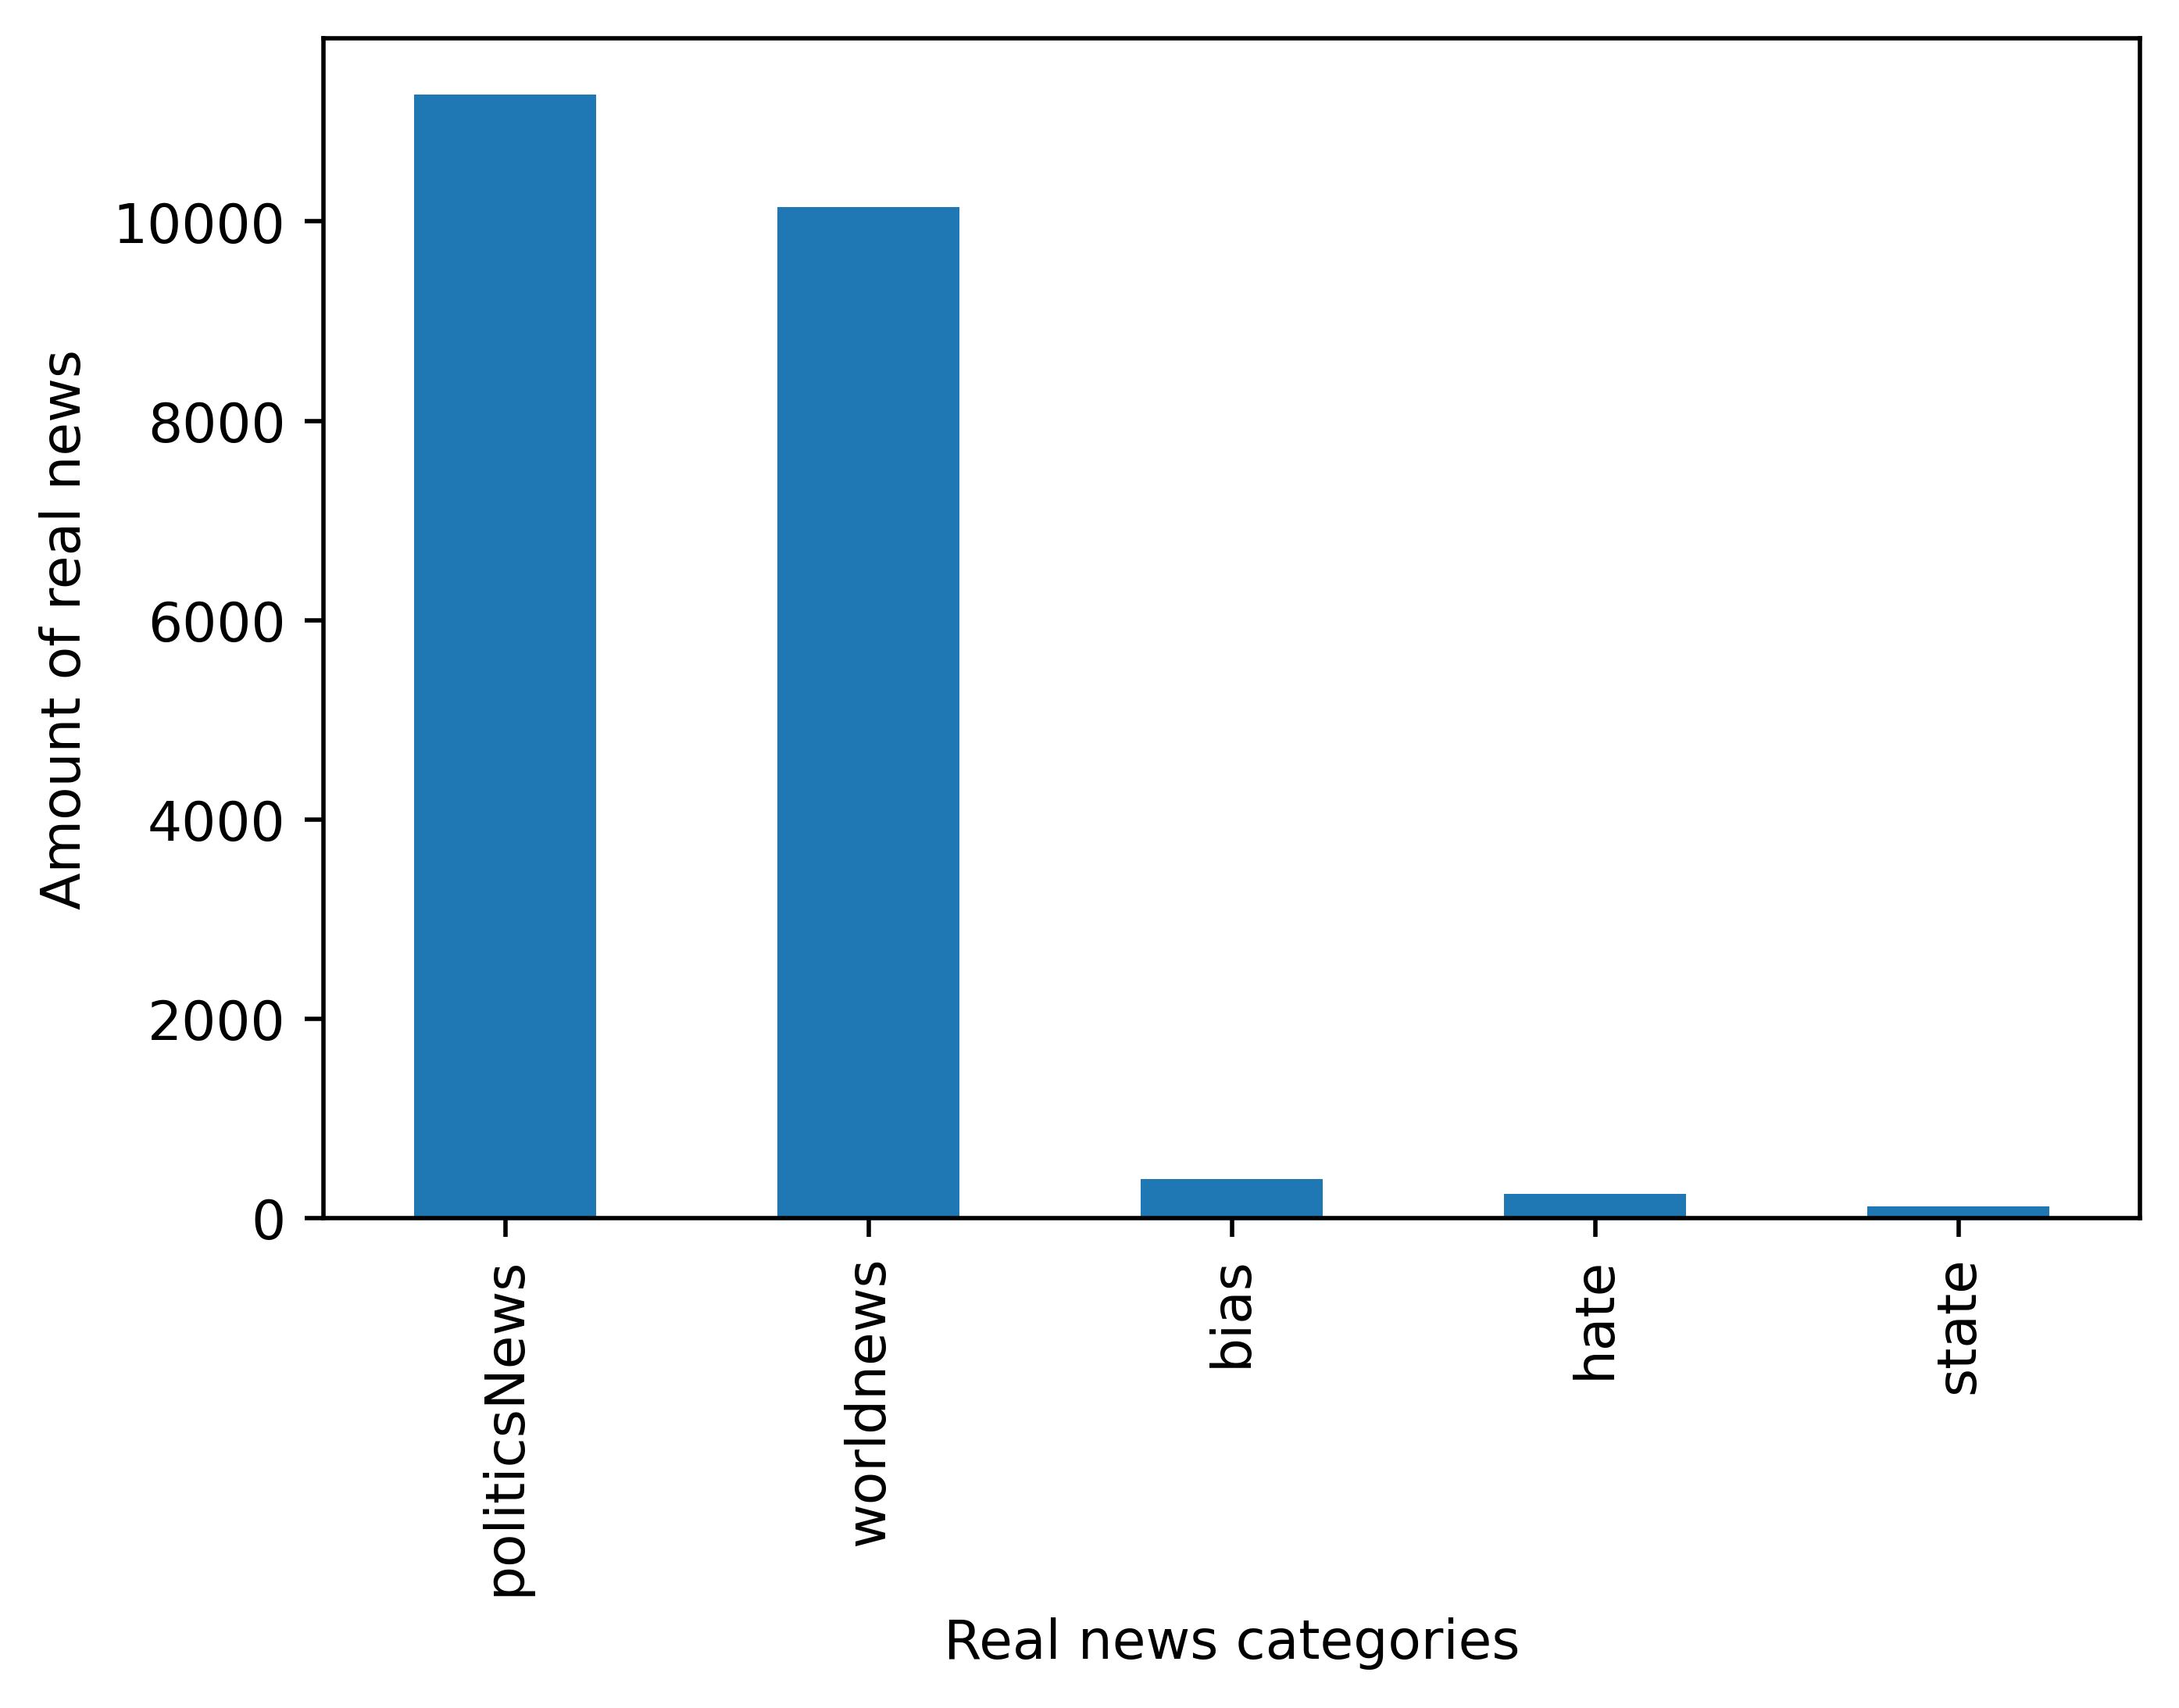 Amount of real news
10000
8000
6000
4000
2000
0
politicsNews
worldnews
bias
hate
state
Real news categories